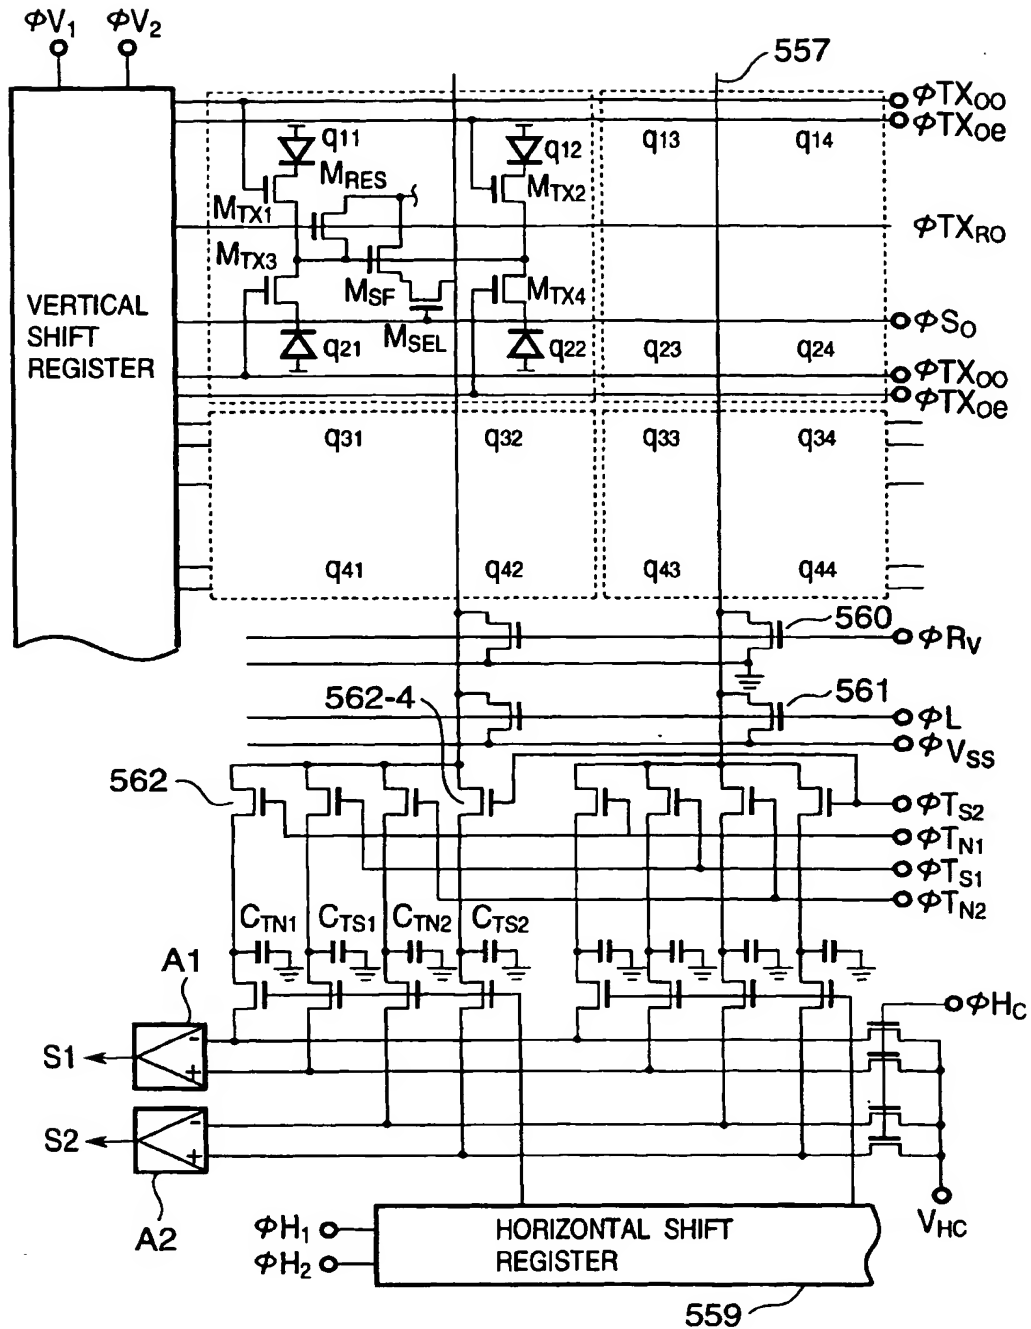 ϕV₁ ϕV₂
557
ϕTXOO
ϕTXOe
q11 q12 q13 q14
MRES
MTX1 MTX2
ϕTXRO
MTX3
MSF MTX4
VERTICAL
SHIFT
REGISTER
MSEL
ϕSO
q21 q22 q23 q24
ϕTXOO
ϕTXOe
q31 q32 q33 q34
q41 q42 q43 q44
560
ϕRV
562-4 561
ϕL
ϕVSS
562
ϕTS2
ϕTN1
ϕTS1
ϕTN2
CTN1 CTS1 CTN2 CTS2
A1
ϕHC
S1
- +
S2
- +
A2
VHC
ϕH₁
ϕH₂
HORIZONTAL SHIFT
REGISTER
559